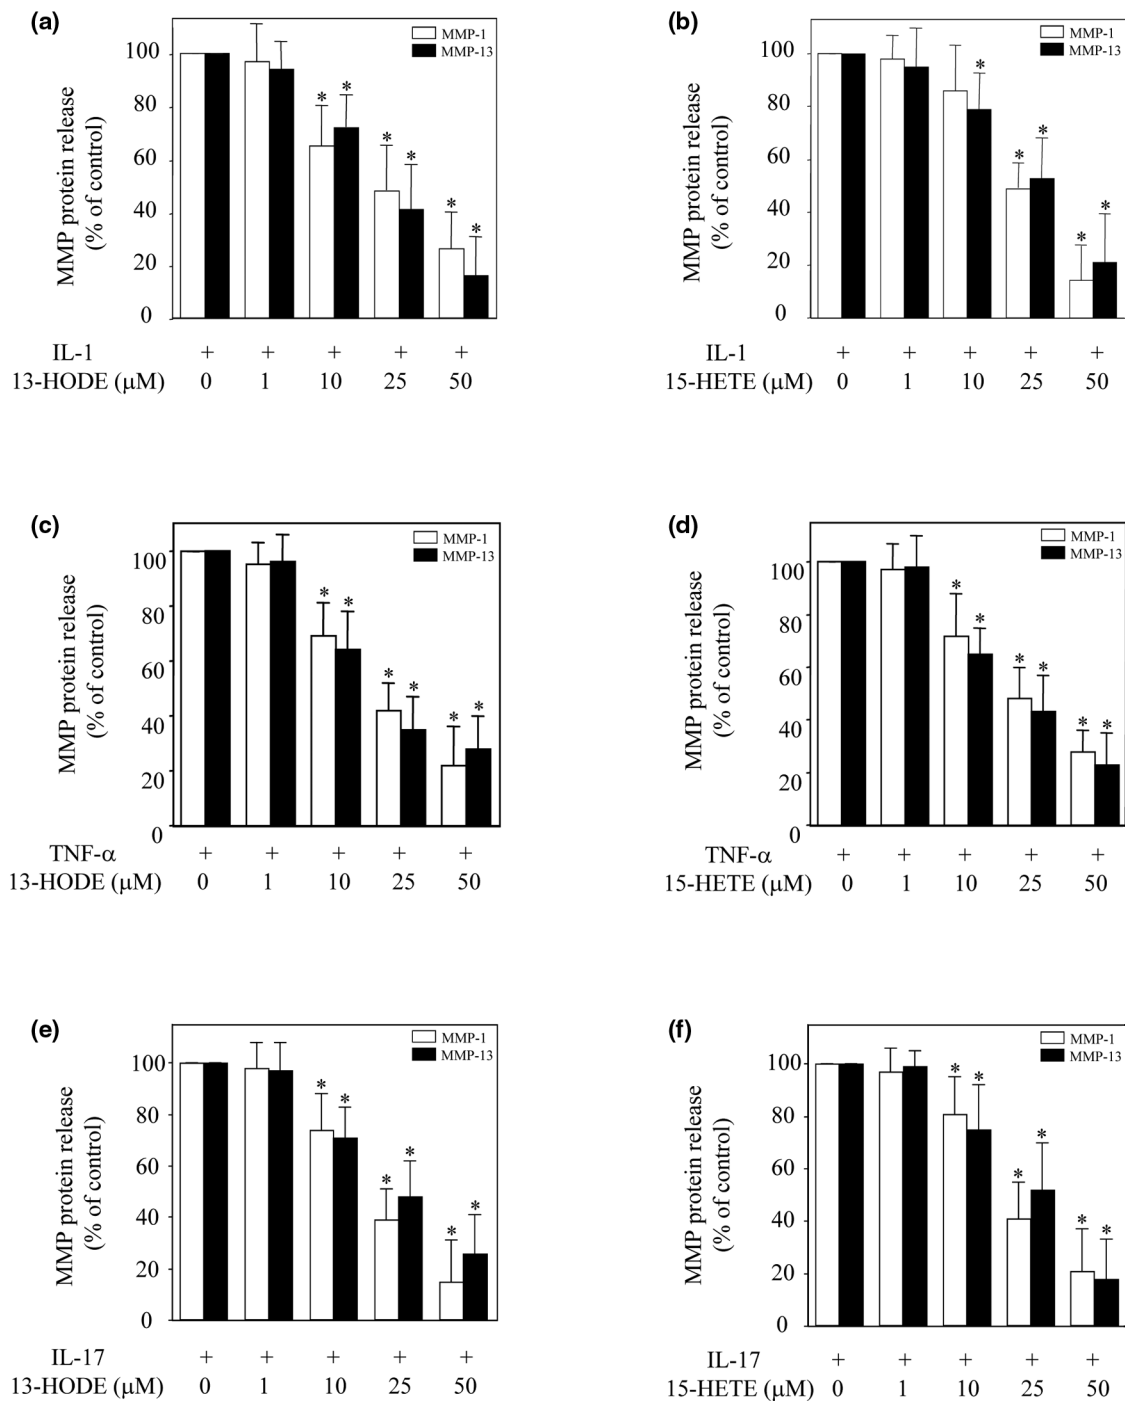 (a)
MMP-1
MMP-13
MMP protein release
(% of control)
100
80
60
40
20
0
*
*
*
*
*
*
IL-1 + + + + +
13-HODE (μM) 0 1 10 25 50
(b)
MMP-1
MMP-13
MMP protein release
(% of control)
100
80
60
40
20
0
*
*
*
*
*
IL-1 + + + + +
15-HETE (μM) 0 1 10 25 50
(c)
MMP-1
MMP-13
MMP protein release
(% of control)
100
80
60
40
20
0
*
*
*
*
*
*
TNF-α + + + + +
13-HODE (μM) 0 1 10 25 50
(d)
MMP-1
MMP-13
MMP protein release
(% of control)
100
80
60
40
20
0
*
*
*
*
*
*
TNF-α + + + + +
15-HETE (μM) 0 1 10 25 50
(e)
MMP-1
MMP-13
MMP protein release
(% of control)
100
80
60
40
20
0
*
*
*
*
*
*
IL-17 + + + + +
13-HODE (μM) 0 1 10 25 50
(f)
MMP-1
MMP-13
MMP protein release
(% of control)
100
80
60
40
20
0
*
*
*
*
*
*
IL-17 + + + + +
15-HETE (μM) 0 1 10 25 50